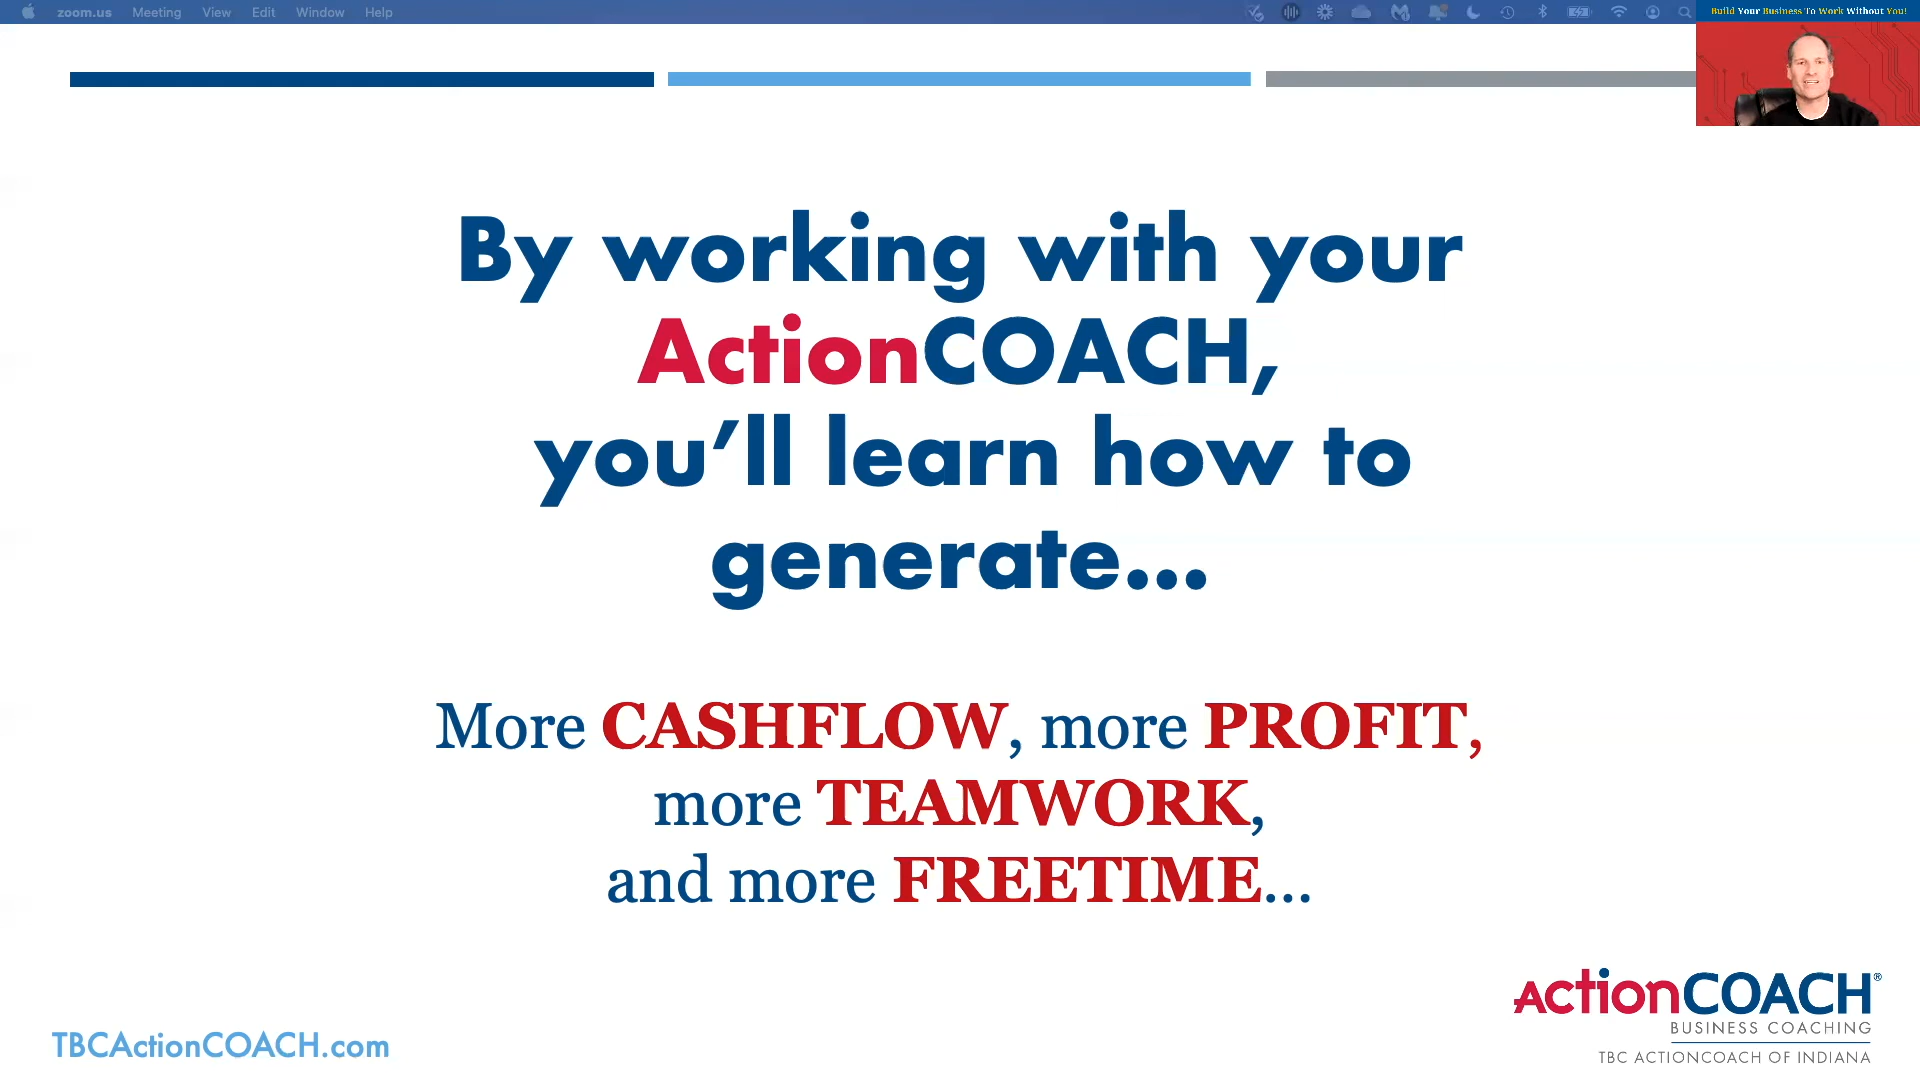 zoom.us Meeting View Edit Window Help
Build Your Business To Work Without You!
By working with your
ActionCOACH,
you’ll learn how to
generate...
More CASHFLOW, more PROFIT,
more TEAMWORK,
and more FREETIME...
TBCActionCOACH.com
ActionCOACH®
BUSINESS COACHING
TBC ACTIONCOACH OF INDIANA